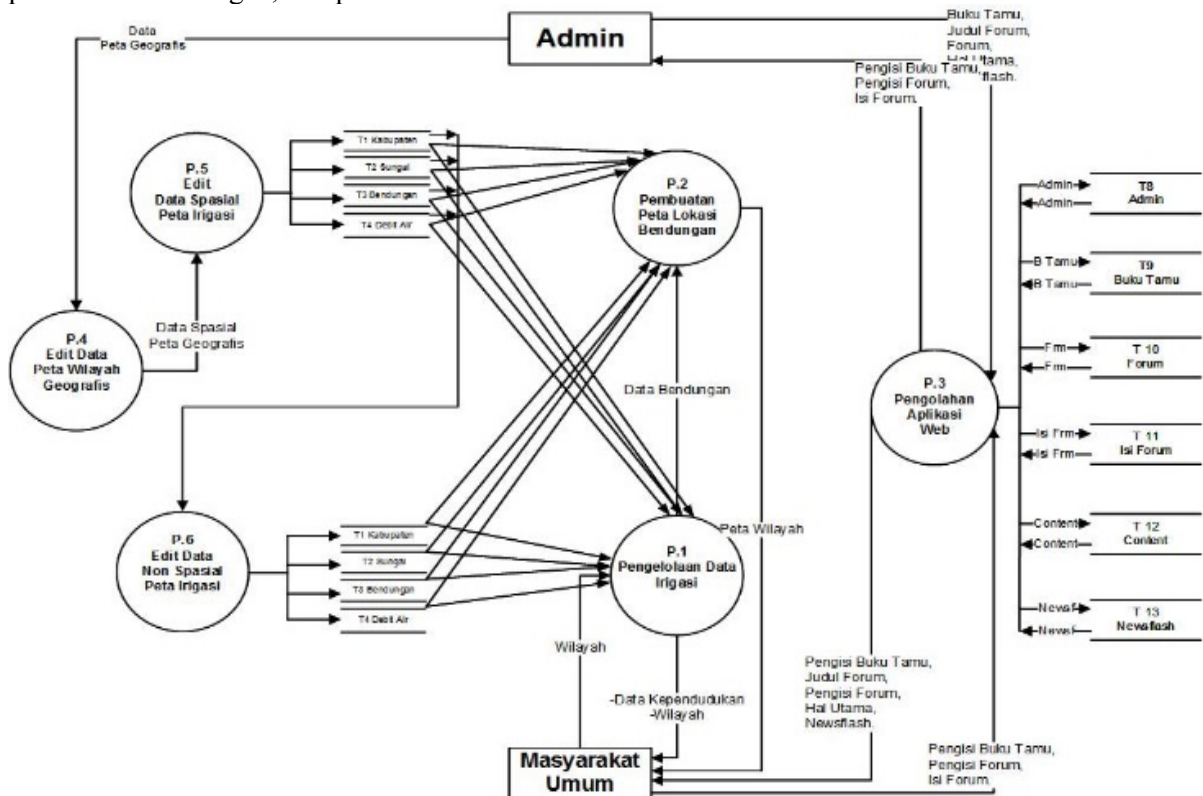 Data
Peta Geografis
Admin
Buku Tamu,
Judul Forum,
Forum,
Pengisi Buku Tamu,
Pengisi Forum,
Isi Forum.
P.5
Edit
Data Spasial
Peta Irigasi
T1 Kabupaten
T2 Sungai
T3 Bendungan
T4 Debit Air
P.2
Pembuatan
Peta Lokasi
Bendungan
Admin
Admin
T8
Admin
B Tamu
B Tamu
T9
Buku Tamu
P.4
Edit Data
Peta Wilayah
Geografis
Data Spasial
Peta Geografis
Data Bendungan
P.3
Pengolahan
Aplikasi
Web
Frm
Frm
T 10
Forum
Isi Frm
Isi Frm
T 11
Isi Forum
P.6
Edit Data
Non Spasial
Peta Irigasi
T1 Kabupaten
T2 Sungai
T3 Bendungan
T4 Debit Air
P.1
Pengelolaan Data
Irigasi
Peta Wilayah
Content
Content
T 12
Content
Newsf
Newsf
T 13
Newsflash
Wilayah
-Data Kependudukan
-Wilayah
Pengisi Buku Tamu,
Judul Forum,
Pengisi Forum,
Hal Utama,
Newsflash.
Masyarakat
Umum
Pengisi Buku Tamu,
Pengisi Forum,
Isi Forum.